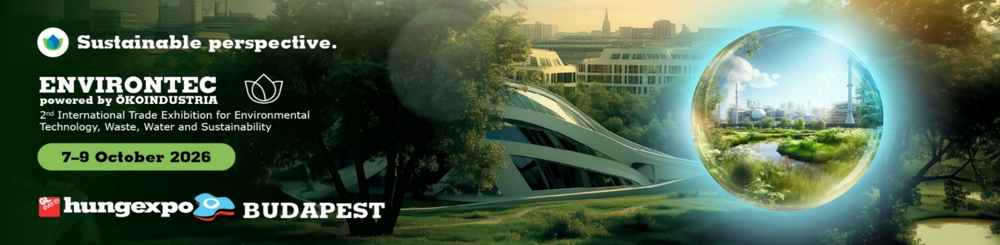 Sustainable perspective.
ENVIRONTEC
powered by ÖKOINDUSTRIA
2nd International Trade Exhibition for Environmental
Technology, Waste, Water and Sustainability
7–9 October 2026
GL events hungexpo BUDAPEST